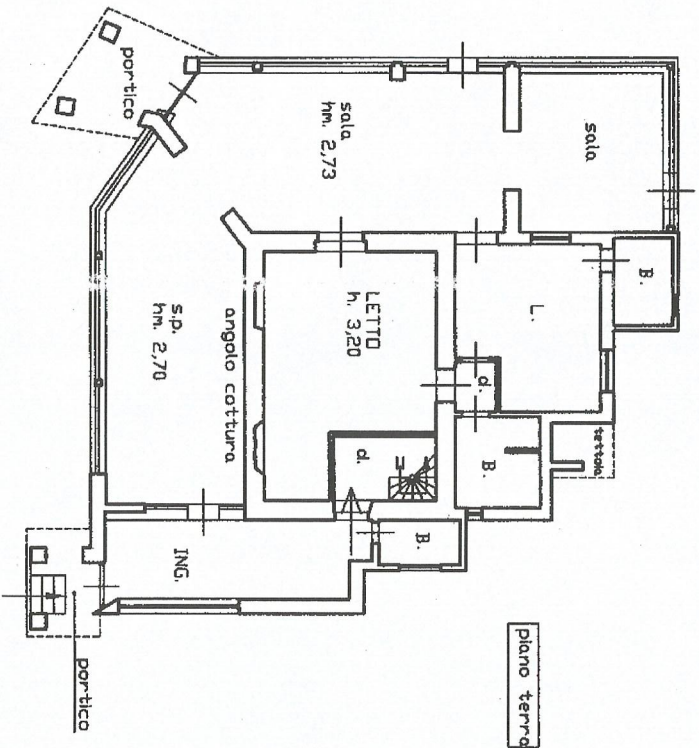 portico
sala
hm. 2,73
sala
B.
L.
LETTO
h. 3,20
d.
angolo cottura
s.p.
hm. 2,70
d.
B.
tettoia
B.
ING.
portico
piano terra